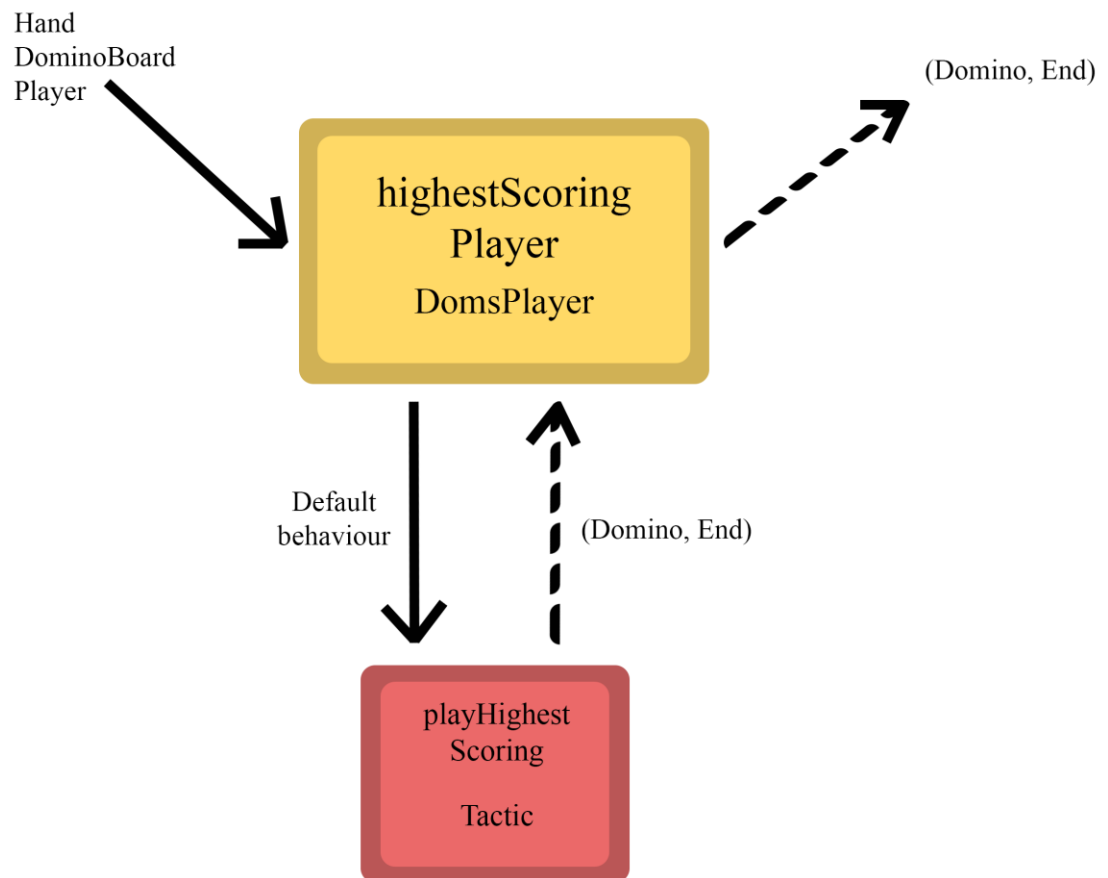 Hand
DominoBoard
Player
(Domino, End)
highestScoring
Player
DomsPlayer
Default
behaviour
(Domino, End)
playHighest
Scoring
Tactic